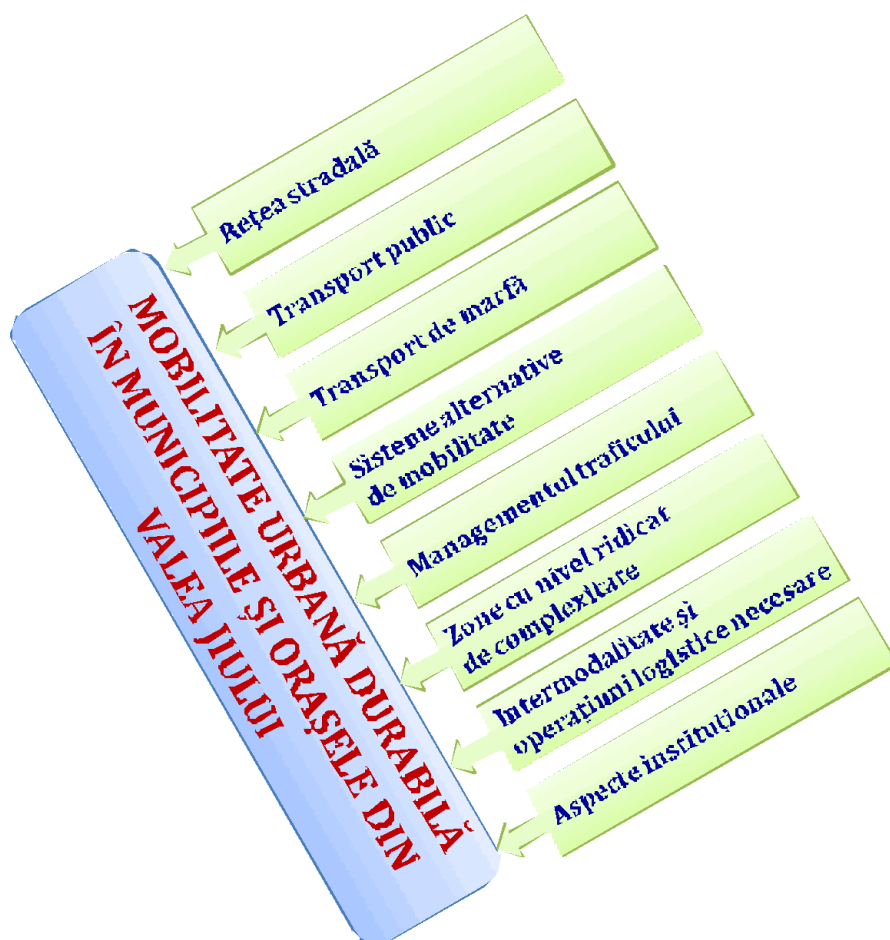 MOBILITATE URBANĂ DURABILĂ
ÎN MUNICIPIILE ȘI ORAȘELE DIN
VALEA JIULUI
Rețea stradală
Transport public
Transport de marfă
Sisteme alternative
de mobilitate
Managementul traficului
Zone cu nivel ridicat
de complexitate
Intermodalitate și
operațiuni logistice necesare
Aspecte instituționale